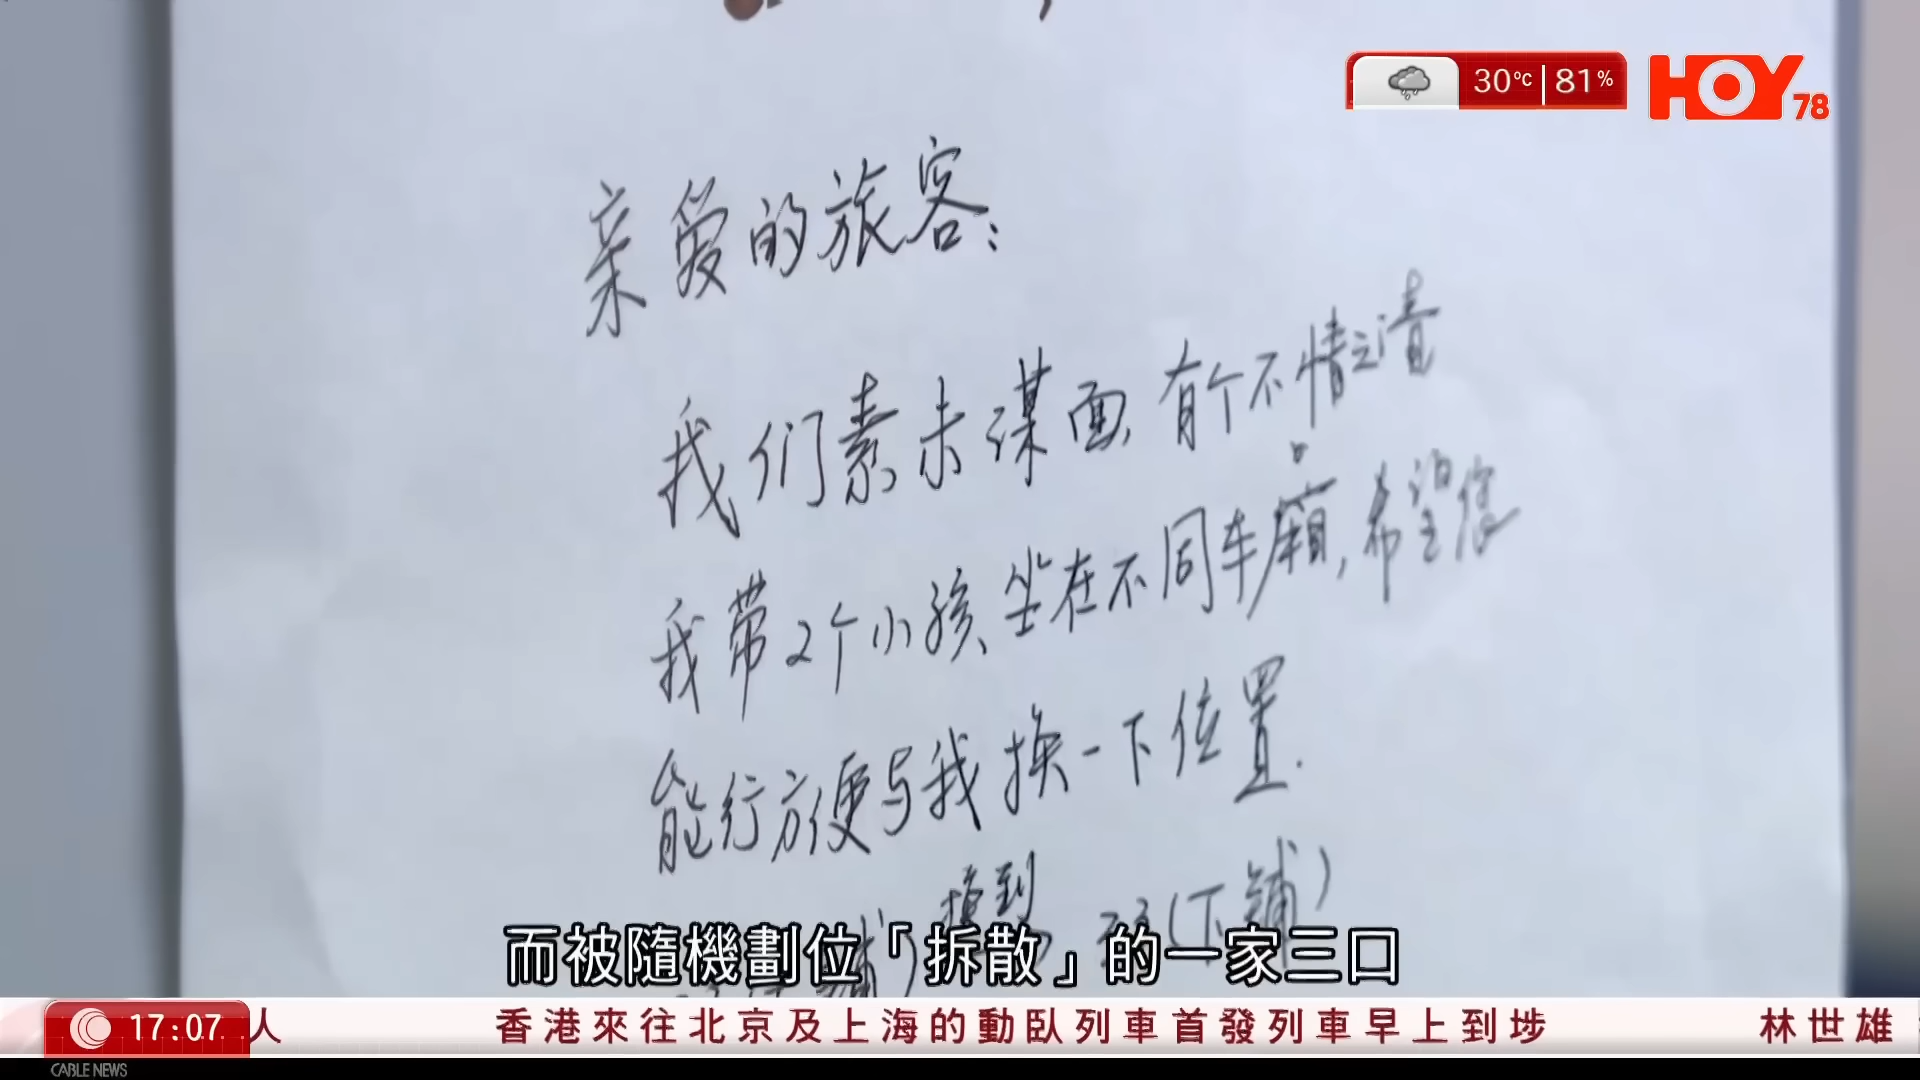 30°C | 81%
HOY 78
亲爱的旅客：
我们素未谋面，有个不情之请。
我带2个小孩、坐在不同车厢，希望您
能行方便与我换一下位置.
换到
(下铺)
而被隨機劃位「拆散」的一家三口
17:07 人 香港來往北京及上海的動臥列車首發列車早上到埗 林世雄
CABLE NEWS